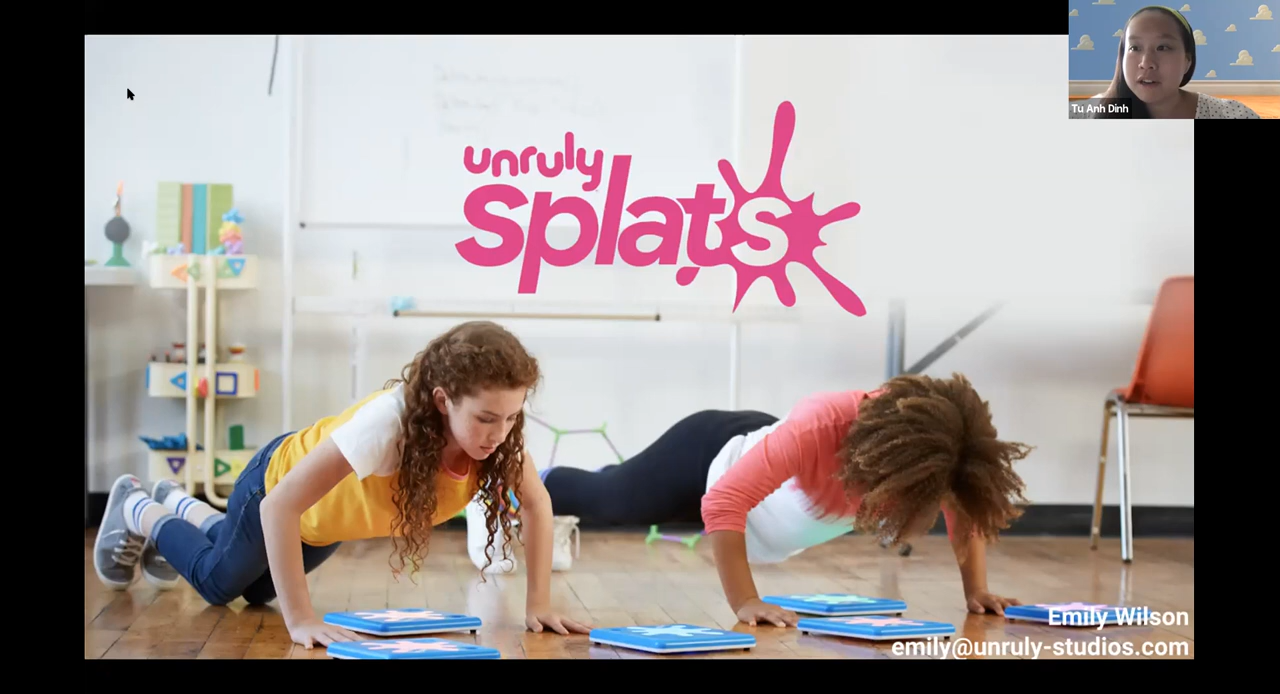 Tu Anh Dinh
unruly
splats
Emily Wilson
emily@unruly-studios.com